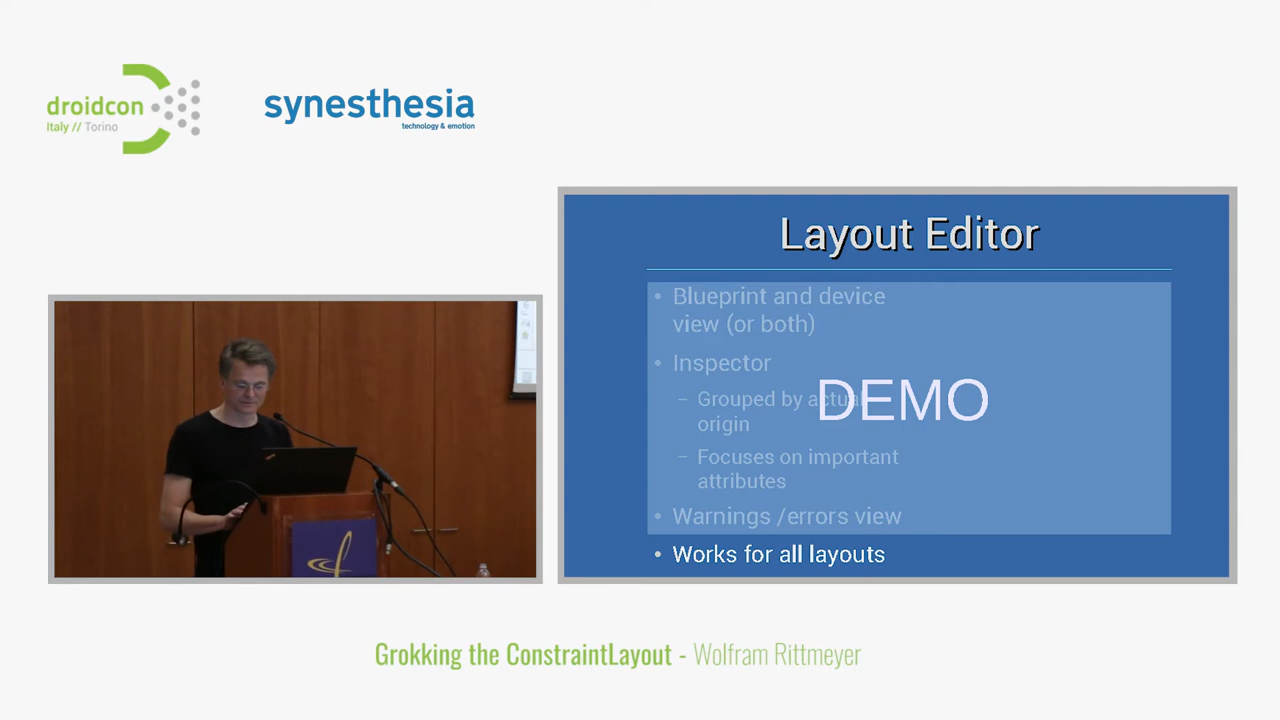 droidcon
Italy // Torino
synesthesia
technology & emotion
Layout Editor
• Blueprint and device
view (or both)
• Inspector
– Grouped by actual
origin
DEMO
– Focuses on important
attributes
• Warnings /errors view
• Works for all layouts
Grokking the ConstraintLayout - Wolfram Rittmeyer